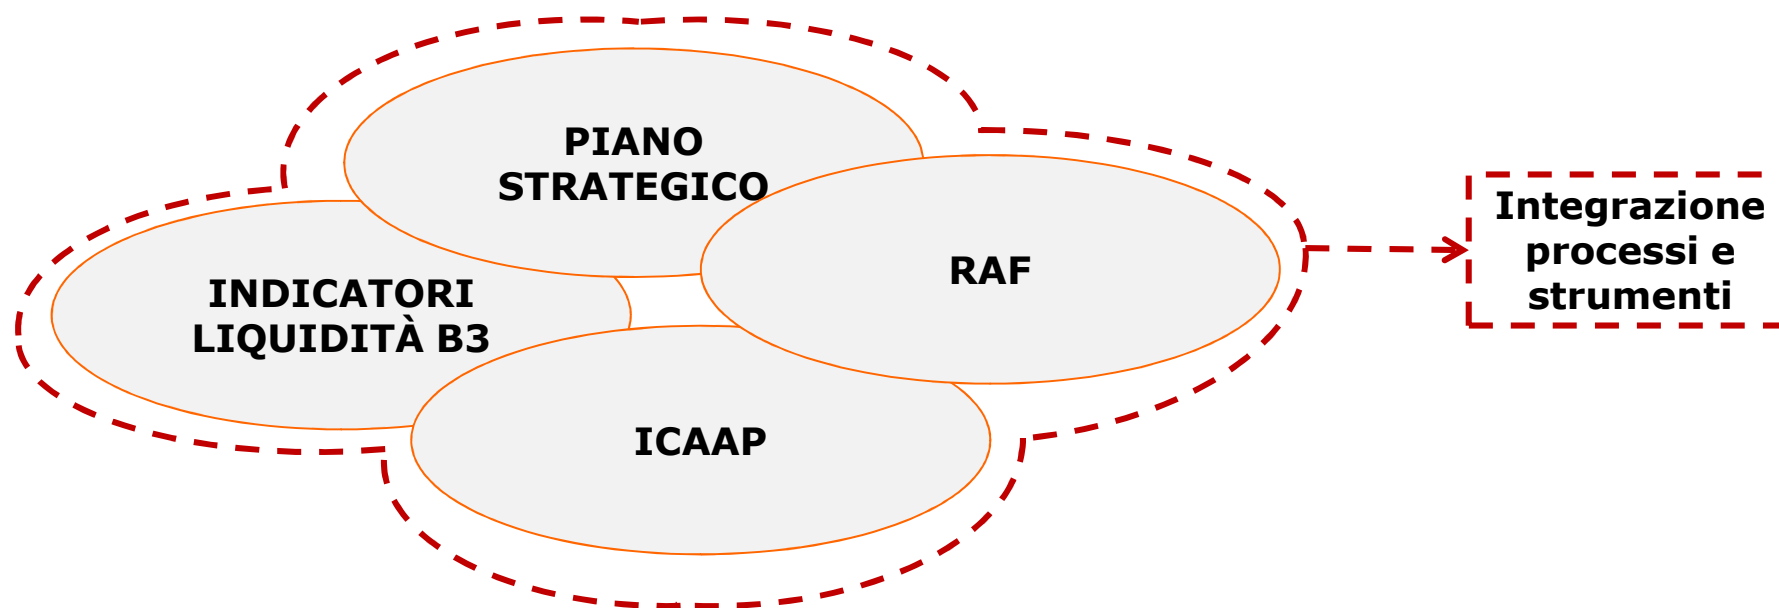 PIANO
STRATEGICO
RAF
INDICATORI
LIQUIDITÀ B3
ICAAP
Integrazione
processi e
strumenti